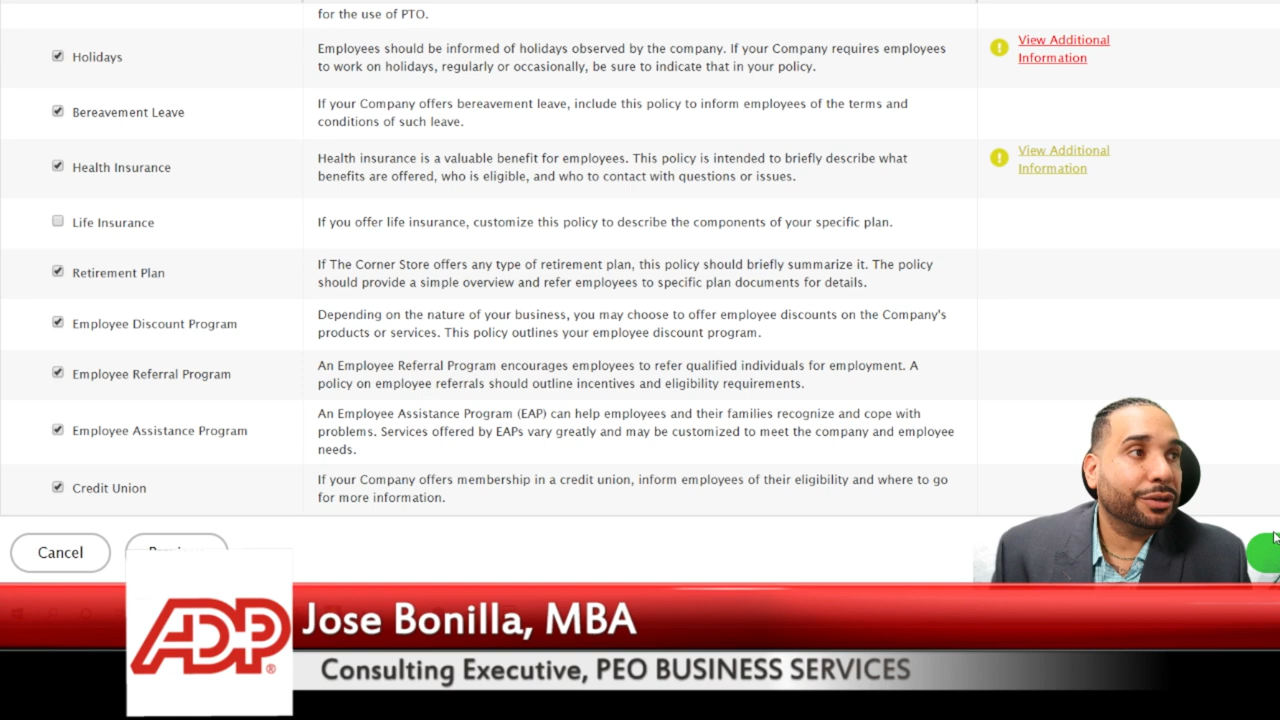 for the use of PTO.
Holidays
Employees should be informed of holidays observed by the company. If your Company requires employees
to work on holidays, regularly or occasionally, be sure to indicate that in your policy.
View Additional
Information
Bereavement Leave
If your Company offers bereavement leave, include this policy to inform employees of the terms and
conditions of such leave.
Health Insurance
Health insurance is a valuable benefit for employees. This policy is intended to briefly describe what
benefits are offered, who is eligible, and who to contact with questions or issues.
View Additional
Information
Life Insurance
If you offer life insurance, customize this policy to describe the components of your specific plan.
Retirement Plan
If The Corner Store offers any type of retirement plan, this policy should briefly summarize it. The policy
should provide a simple overview and refer employees to specific plan documents for details.
Employee Discount Program
Depending on the nature of your business, you may choose to offer employee discounts on the Company's
products or services. This policy outlines your employee discount program.
Employee Referral Program
An Employee Referral Program encourages employees to refer qualified individuals for employment. A
policy on employee referrals should outline incentives and eligibility requirements.
Employee Assistance Program
An Employee Assistance Program (EAP) can help employees and their families recognize and cope with
problems. Services offered by EAPs vary greatly and may be customized to meet the company and employee
needs.
Credit Union
If your Company offers membership in a credit union, inform employees of their eligibility and where to go
for more information.
Cancel
ADP®
Jose Bonilla, MBA
Consulting Executive, PEO BUSINESS SERVICES